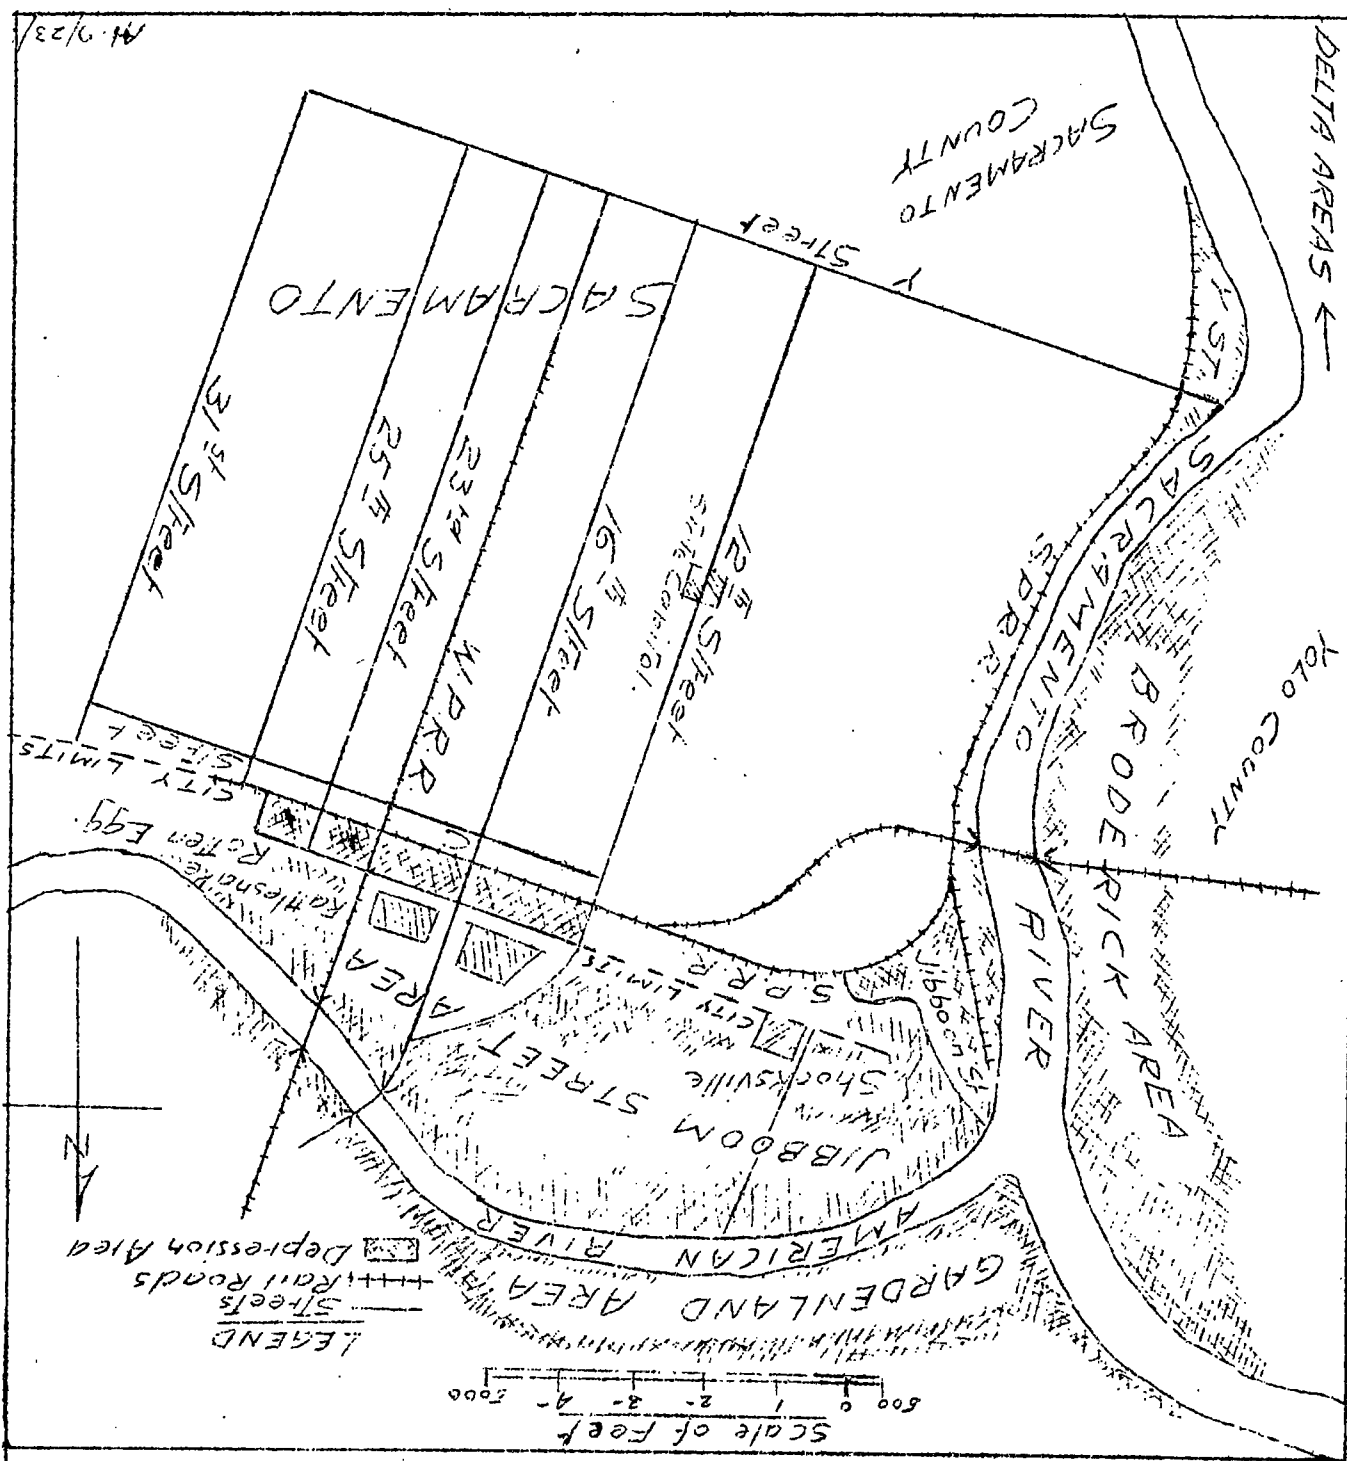 Scale of Feet
500 0 1 2- 3- 4- 5000
LEGEND
Streets
Rail Roads
Depression Area
N
GARDENLAND AREA
AMERICAN RIVER
JIBBOOM
STREET
AREA
Shocksville
Jibboom St.
CITY LIMITS
S.P.R.R.
Rattlesnake
Rotten Egg.
CITY LIMITS
C Street
BRODERICK AREA
SACRAMENTO RIVER
YOLO COUNTY
S.P.R.R.
12th Street
State Capitol.
16th Street
W.P.R.R.
23rd Street
25th Street
31st Street
SACRAMENTO
Y Street
Y ST.
SACRAMENTO
COUNTY
DELTA AREAS ←